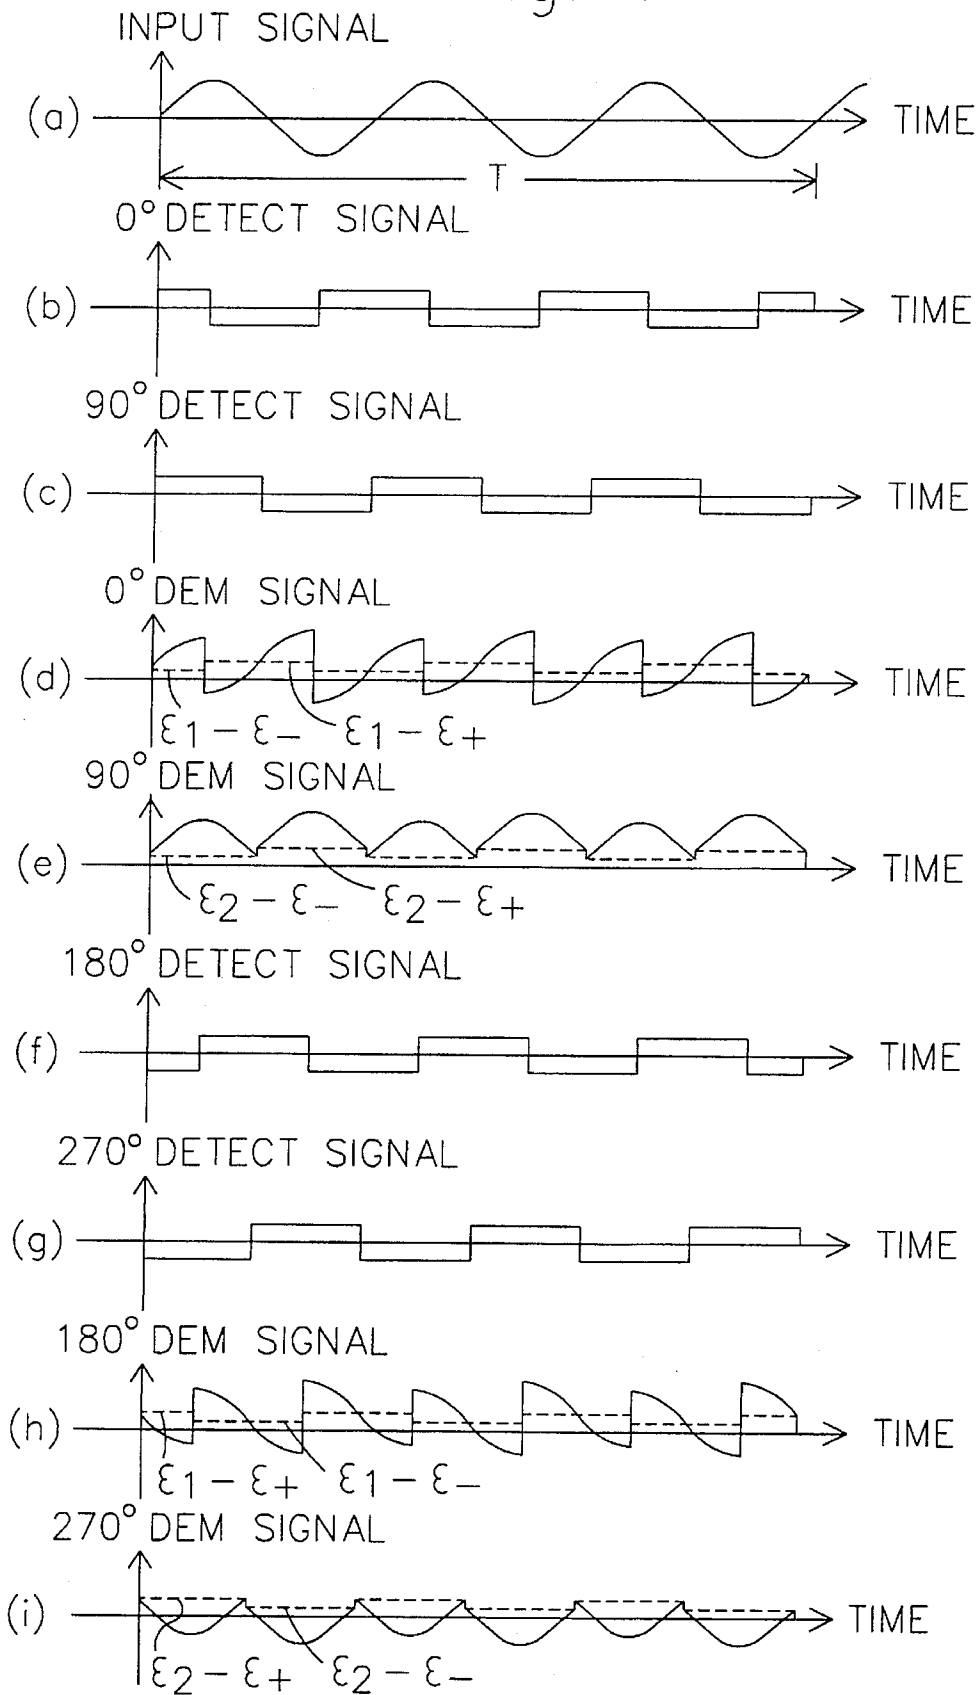 INPUT SIGNAL
(a) TIME
T
0° DETECT SIGNAL
(b) TIME
90° DETECT SIGNAL
(c) TIME
0° DEM SIGNAL
(d) TIME
ε1 - ε- ε1 - ε+
90° DEM SIGNAL
(e) TIME
ε2 - ε- ε2 - ε+
180° DETECT SIGNAL
(f) TIME
270° DETECT SIGNAL
(g) TIME
180° DEM SIGNAL
(h) TIME
ε1 - ε+ ε1 - ε-
270° DEM SIGNAL
(i) TIME
ε2 - ε+ ε2 - ε-